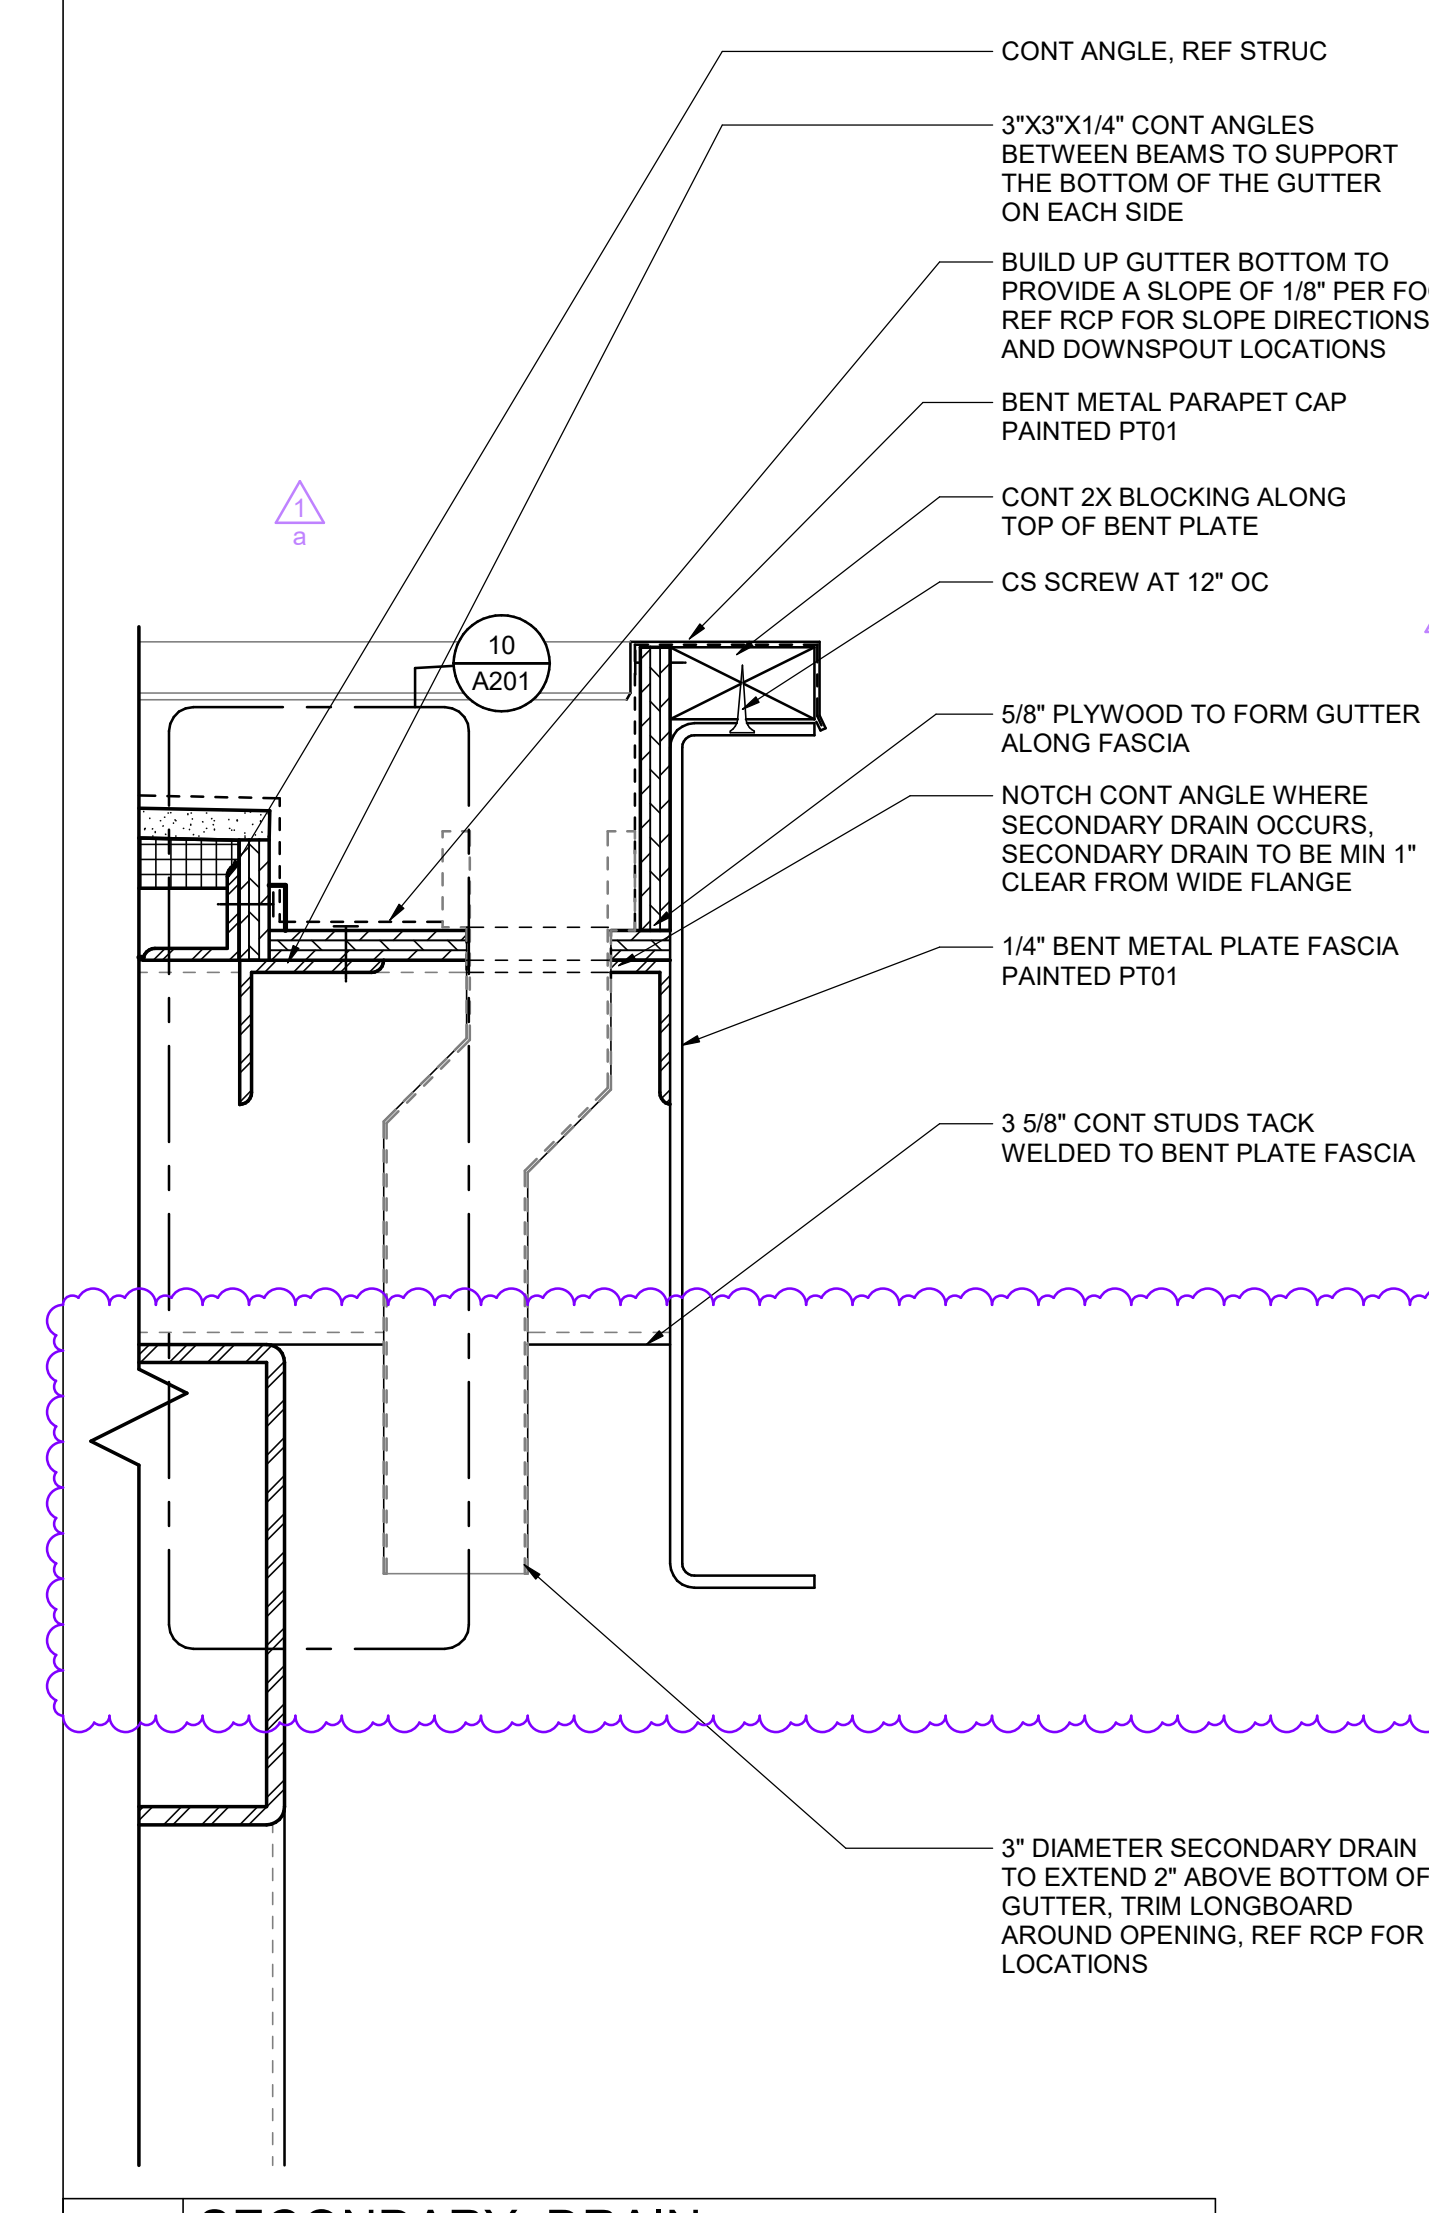 CONT ANGLE, REF STRUC
3"X3"X1/4" CONT ANGLES
BETWEEN BEAMS TO SUPPORT
THE BOTTOM OF THE GUTTER
ON EACH SIDE
BUILD UP GUTTER BOTTOM TO
PROVIDE A SLOPE OF 1/8" PER
REF RCP FOR SLOPE DIRECTIONS
AND DOWNSPOUT LOCATIONS
BENT METAL PARAPET CAP
PAINTED PT01
1
a
CONT 2X BLOCKING ALONG
TOP OF BENT PLATE
CS SCREW AT 12" OC
10
A201
5/8" PLYWOOD TO FORM GUTTER
ALONG FASCIA
NOTCH CONT ANGLE WHERE
SECONDARY DRAIN OCCURS,
SECONDARY DRAIN TO BE MIN 1"
CLEAR FROM WIDE FLANGE
1/4" BENT METAL PLATE FASCIA
PAINTED PT01
3 5/8" CONT STUDS TACK
WELDED TO BENT PLATE FASCIA
3" DIAMETER SECONDARY DRAIN
TO EXTEND 2" ABOVE BOTTOM OF
GUTTER, TRIM LONGBOARD
AROUND OPENING, REF RCP FOR
LOCATIONS
SECONDARY DRAIN